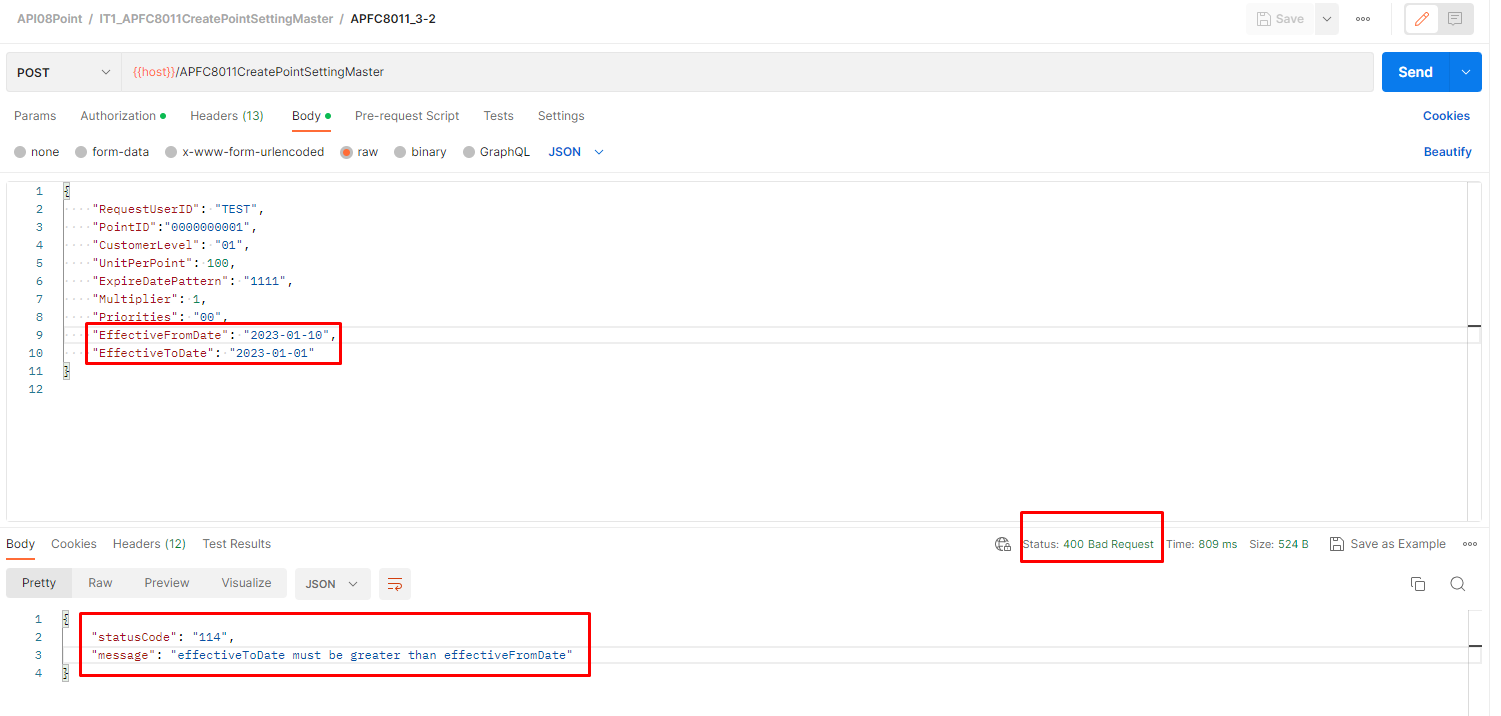 API08Point / IT1_APFC8011CreatePointSettingMaster / APFC8011_3-2 Save
POST {{host}}/APFC8011CreatePointSettingMaster Send
Params Authorization Headers (13) Body Pre-request Script Tests Settings Cookies
none form-data x-www-form-urlencoded raw binary GraphQL JSON Beautify
1 {
2 "RequestUserID": "TEST",
3 "PointID":"0000000001",
4 "CustomerLevel": "01",
5 "UnitPerPoint": 100,
6 "ExpireDatePattern": "1111",
7 "Multiplier": 1,
8 "Priorities": "00",
9 "EffectiveFromDate": "2023-01-10",
10 "EffectiveToDate": "2023-01-01"
11 }
12
Body Cookies Headers (12) Test Results Status: 400 Bad Request Time: 809 ms Size: 524 B Save as Example
Pretty Raw Preview Visualize JSON
1 {
2 "statusCode": "114",
3 "message": "effectiveToDate must be greater than effectiveFromDate"
4 }